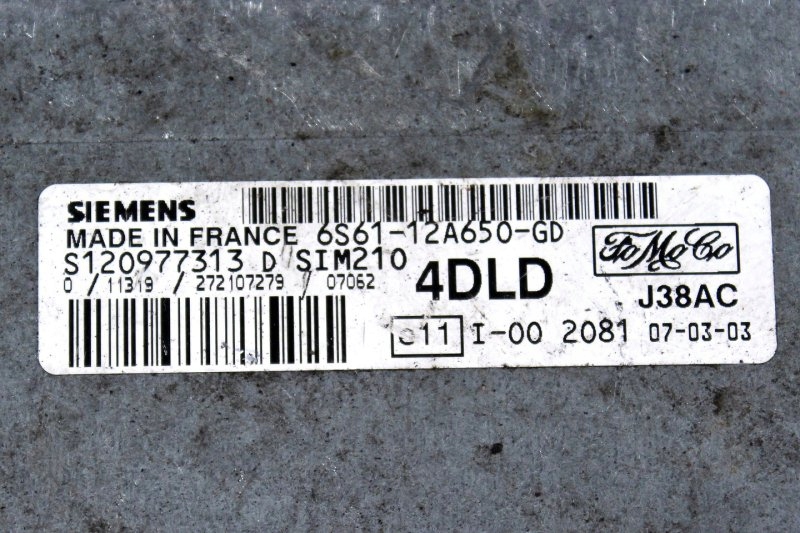 SIEMENS
MADE IN FRANCE 6S61-12A650-GD
S120977313 D SIM210
0 / 11319 / 272107279 / 07062
4DLD
FoMoCo
J38AC
I-00 2081 07-03-03